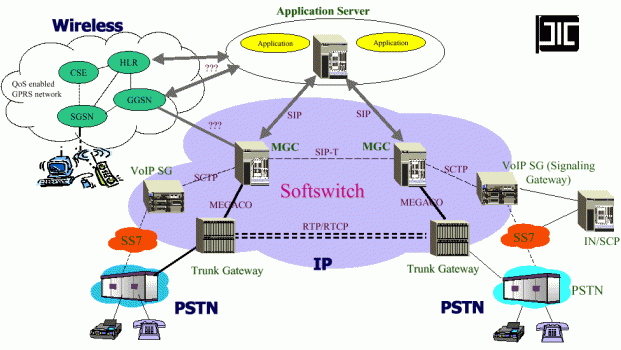 Application Server
Wireless
Application
Application
CSE
HLR
???
QoS enabled
GPRS network
GGSN
SGSN
???
SIP
SIP
MGC
SIP-T
MGC
VoIP SG
SCTP
SCTP
VoIP SG (Signaling
Gateway)
Softswitch
MEGACO
MEGACO
SS7
RTP/RTCP
SS7
IN/SCP
Trunk Gateway
IP
Trunk Gateway
PSTN
PSTN
PSTN